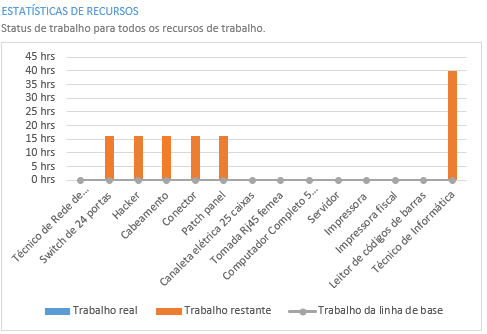 ESTATÍSTICAS DE RECURSOS
Status de trabalho para todos os recursos de trabalho.
45 hrs
40 hrs
35 hrs
30 hrs
25 hrs
20 hrs
15 hrs
10 hrs
5 hrs
0 hrs
Técnico de Rede de...
Switch de 24 portas
Hacker
Cabeamento
Conector
Patch panel
Canaleta elétrica 25 caixas
Tomada RJ45 femea
Computador Completo 5...
Servidor
Impressora
Impressora fiscal
Leitor de códigos de barras
Técnico de Informática
Trabalho real
Trabalho restante
Trabalho da linha de base